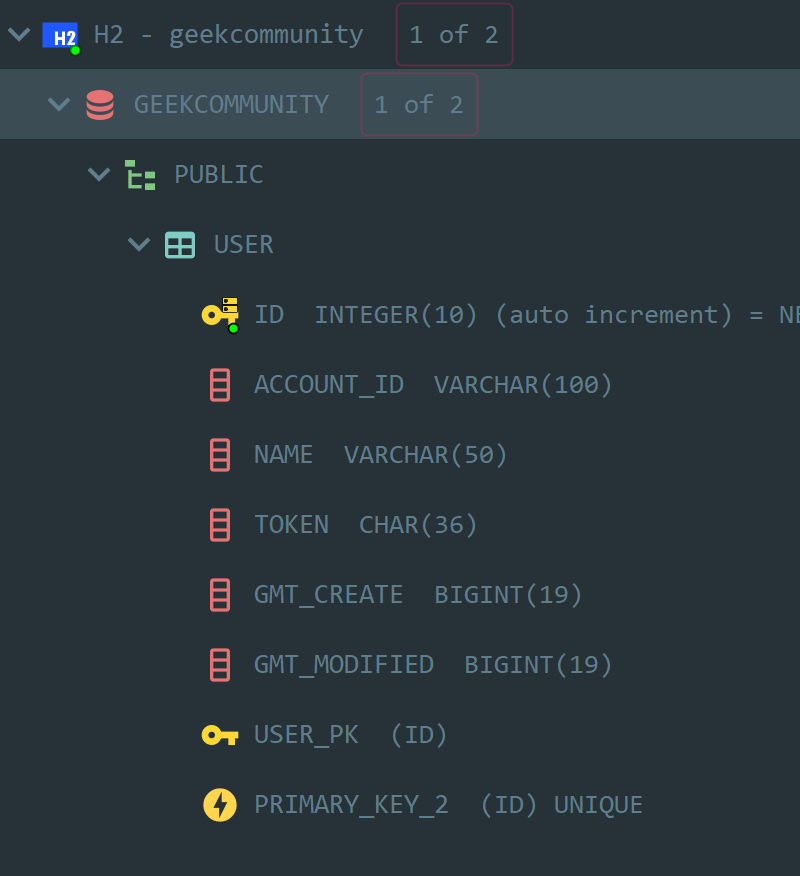 H2 H2 - geekcommunity 1 of 2
GEEKCOMMUNITY 1 of 2
PUBLIC
USER
ID INTEGER(10) (auto increment) = NE
ACCOUNT_ID VARCHAR(100)
NAME VARCHAR(50)
TOKEN CHAR(36)
GMT_CREATE BIGINT(19)
GMT_MODIFIED BIGINT(19)
USER_PK (ID)
PRIMARY_KEY_2 (ID) UNIQUE